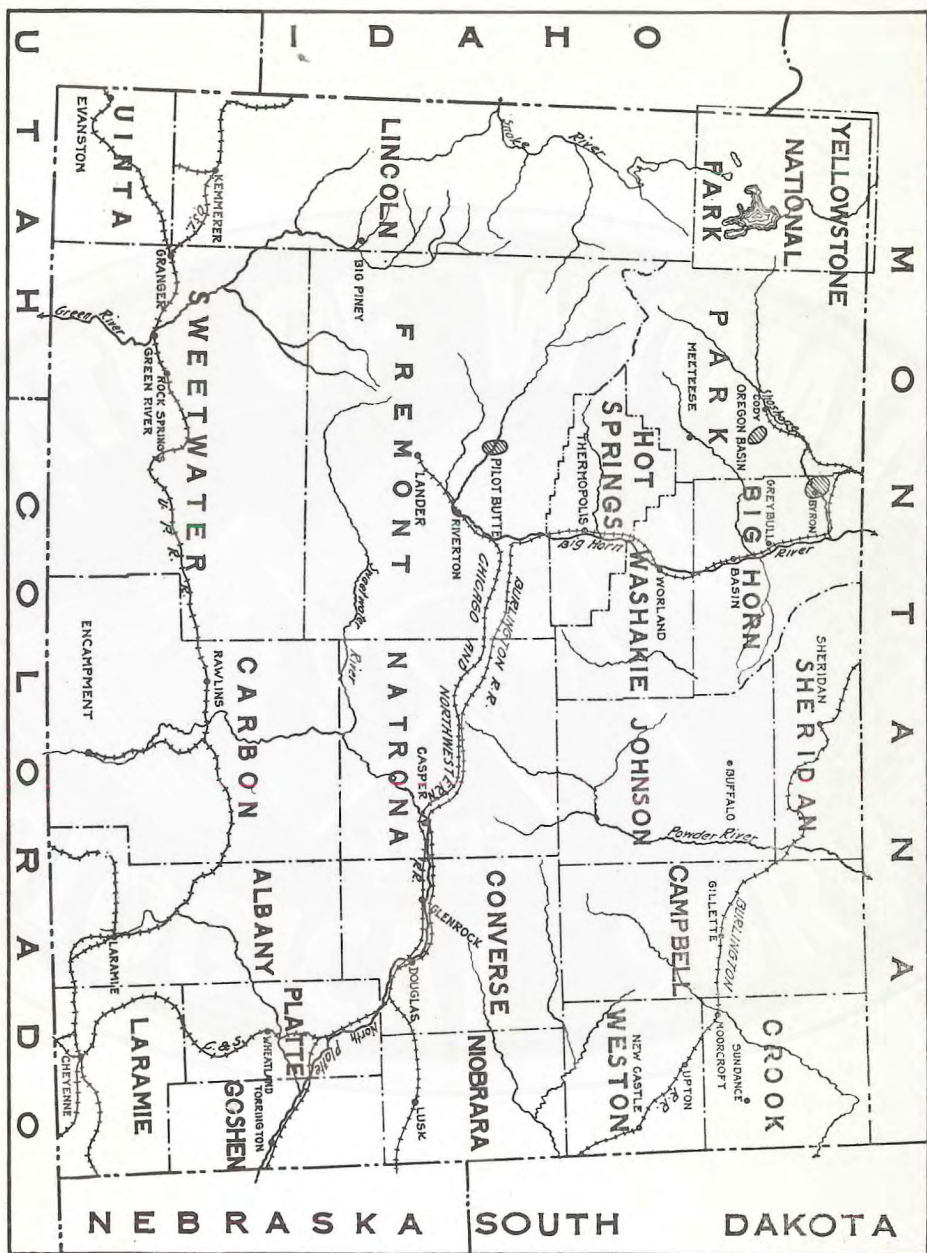 MONTANA
IDAHO
UTAH
COLORADO
NEBRASKA
SOUTH DAKOTA
YELLOWSTONE
NATIONAL
PARK
PARK
Shoshone
CODY
OREGON BASIN
MEETEESE
BYRON
GREYBULL
BIG HORN
BASIN
River
Big Horn
HOT
SPRINGS
THERMOPOLIS
WASHAKIE
WORLAND
SHERIDAN
SHERIDAN
JOHNSON
BUFFALO
Powder River
CAMPBELL
GILLETTE
BURLINGTON
R.R.
CROOK
MOORCROFT
SUNDANCE
UPTON
NEW CASTLE
WESTON
Snake
River
LINCOLN
BIG PINEY
KEMMERER
UINTA
EVANSTON
FREMONT
PILOT BUTTE
RIVERTON
LANDER
BURLINGTON R.R.
CHICAGO AND NORTHWESTERN R.R.
Sweetwater
River
NATRONA
CASPER
CONVERSE
GLENROCK
DOUGLAS
NIOBRARA
LUSK
SWEETWATER
GRANGER
GREEN RIVER
ROCK SPRINGS
Green River
U. P. R. R.
CARBON
RAWLINS
ENCAMPMENT
ALBANY
LARAMIE
PLATTE
North
Platte
WHEATLAND
C. & S.
GOSHEN
TORRINGTON
LARAMIE
CHEYENNE